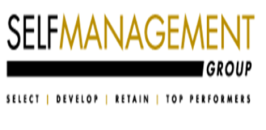 SELFMANAGEMENT
GROUP
SELECT | DEVELOP | RETAIN | TOP PERFORMERS